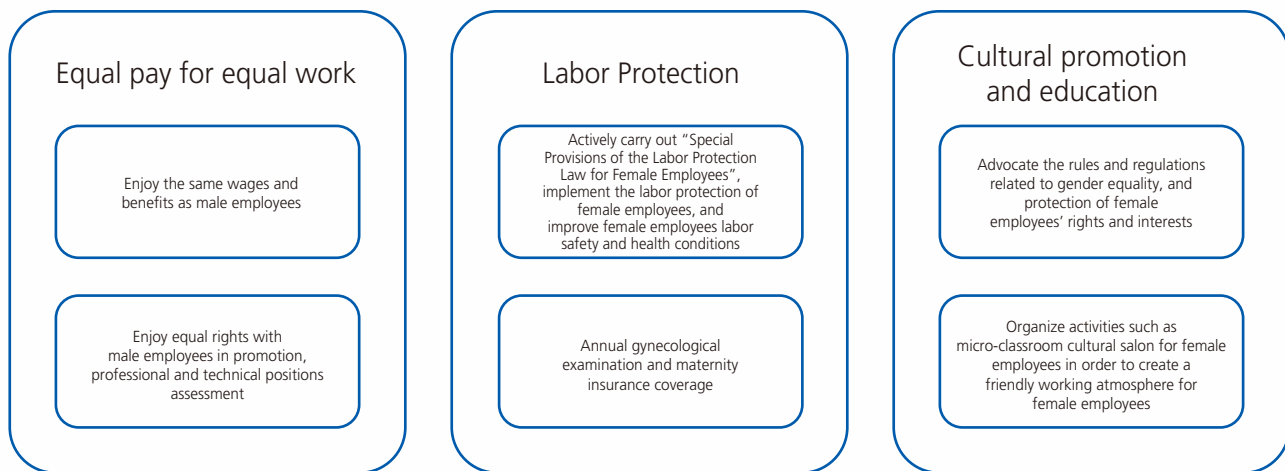 Equal pay for equal work
Enjoy the same wages and
benefits as male employees
Enjoy equal rights with
male employees in promotion,
professional and technical positions
assessment
Labor Protection
Actively carry out “Special
Provisions of the Labor Protection
Law for Female Employees”,
implement the labor protection of
female employees, and
improve female employees labor
safety and health conditions
Annual gynecological
examination and maternity
insurance coverage
Cultural promotion
and education
Advocate the rules and regulations
related to gender equality, and
protection of female
employees’ rights and interests
Organize activities such as
micro-classroom cultural salon for female
employees in order to create a
friendly working atmosphere for
female employees